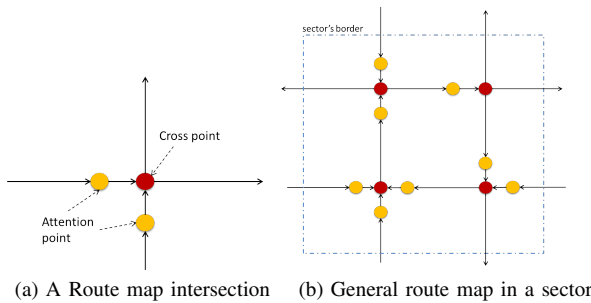 sector's border
Cross point
Attention
point
(a) A Route map intersection
(b) General route map in a sector